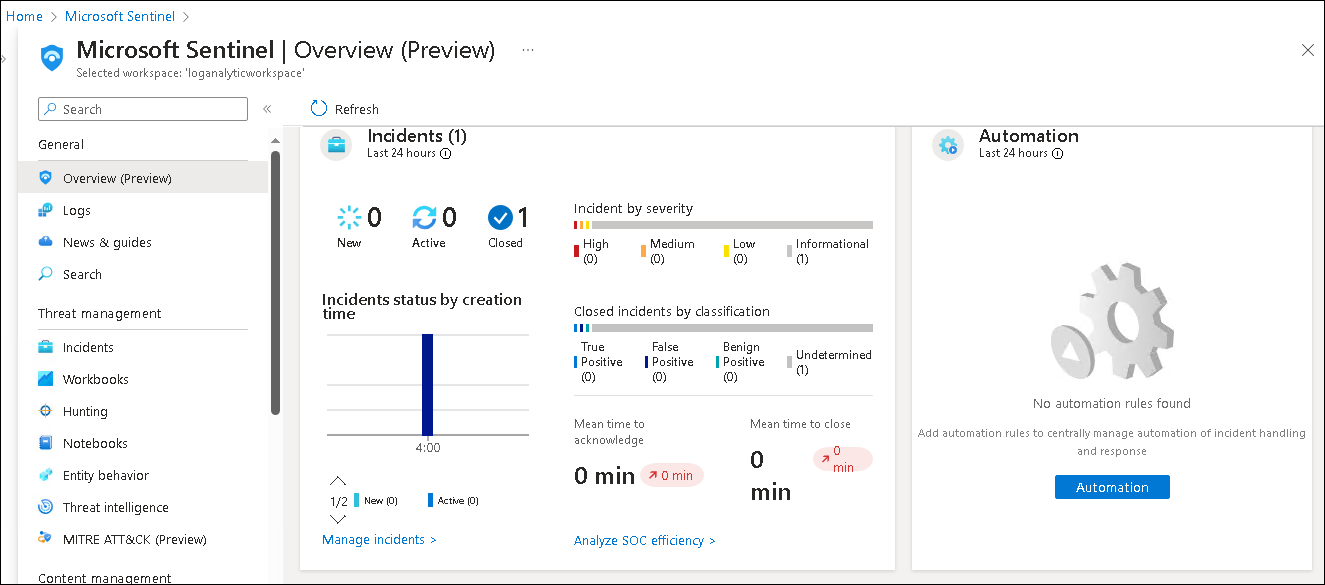 Home > Microsoft Sentinel >
Microsoft Sentinel | Overview (Preview) ...
Selected workspace: 'loganalyticworkspace'
Search
«
Refresh
General
Overview (Preview)
Logs
News & guides
Search
Threat management
Incidents
Workbooks
Hunting
Notebooks
Entity behavior
Threat intelligence
MITRE ATT&CK (Preview)
Content management
Incidents (1)
Last 24 hours
0 New
0 Active
1 Closed
Incidents status by creation
time
4:00
1/2
New (0)
Active (0)
Manage incidents >
Incident by severity
High
(0)
Medium
(0)
Low
(0)
Informational
(1)
Closed incidents by classification
True
Positive
(0)
False
Positive
(0)
Benign
Positive
(0)
Undetermined
(1)
Mean time to
acknowledge
0 min
0 min
Mean time to close
0
min
0
min
Analyze SOC efficiency >
Automation
Last 24 hours
No automation rules found
Add automation rules to centrally manage automation of incident handling
and response
Automation